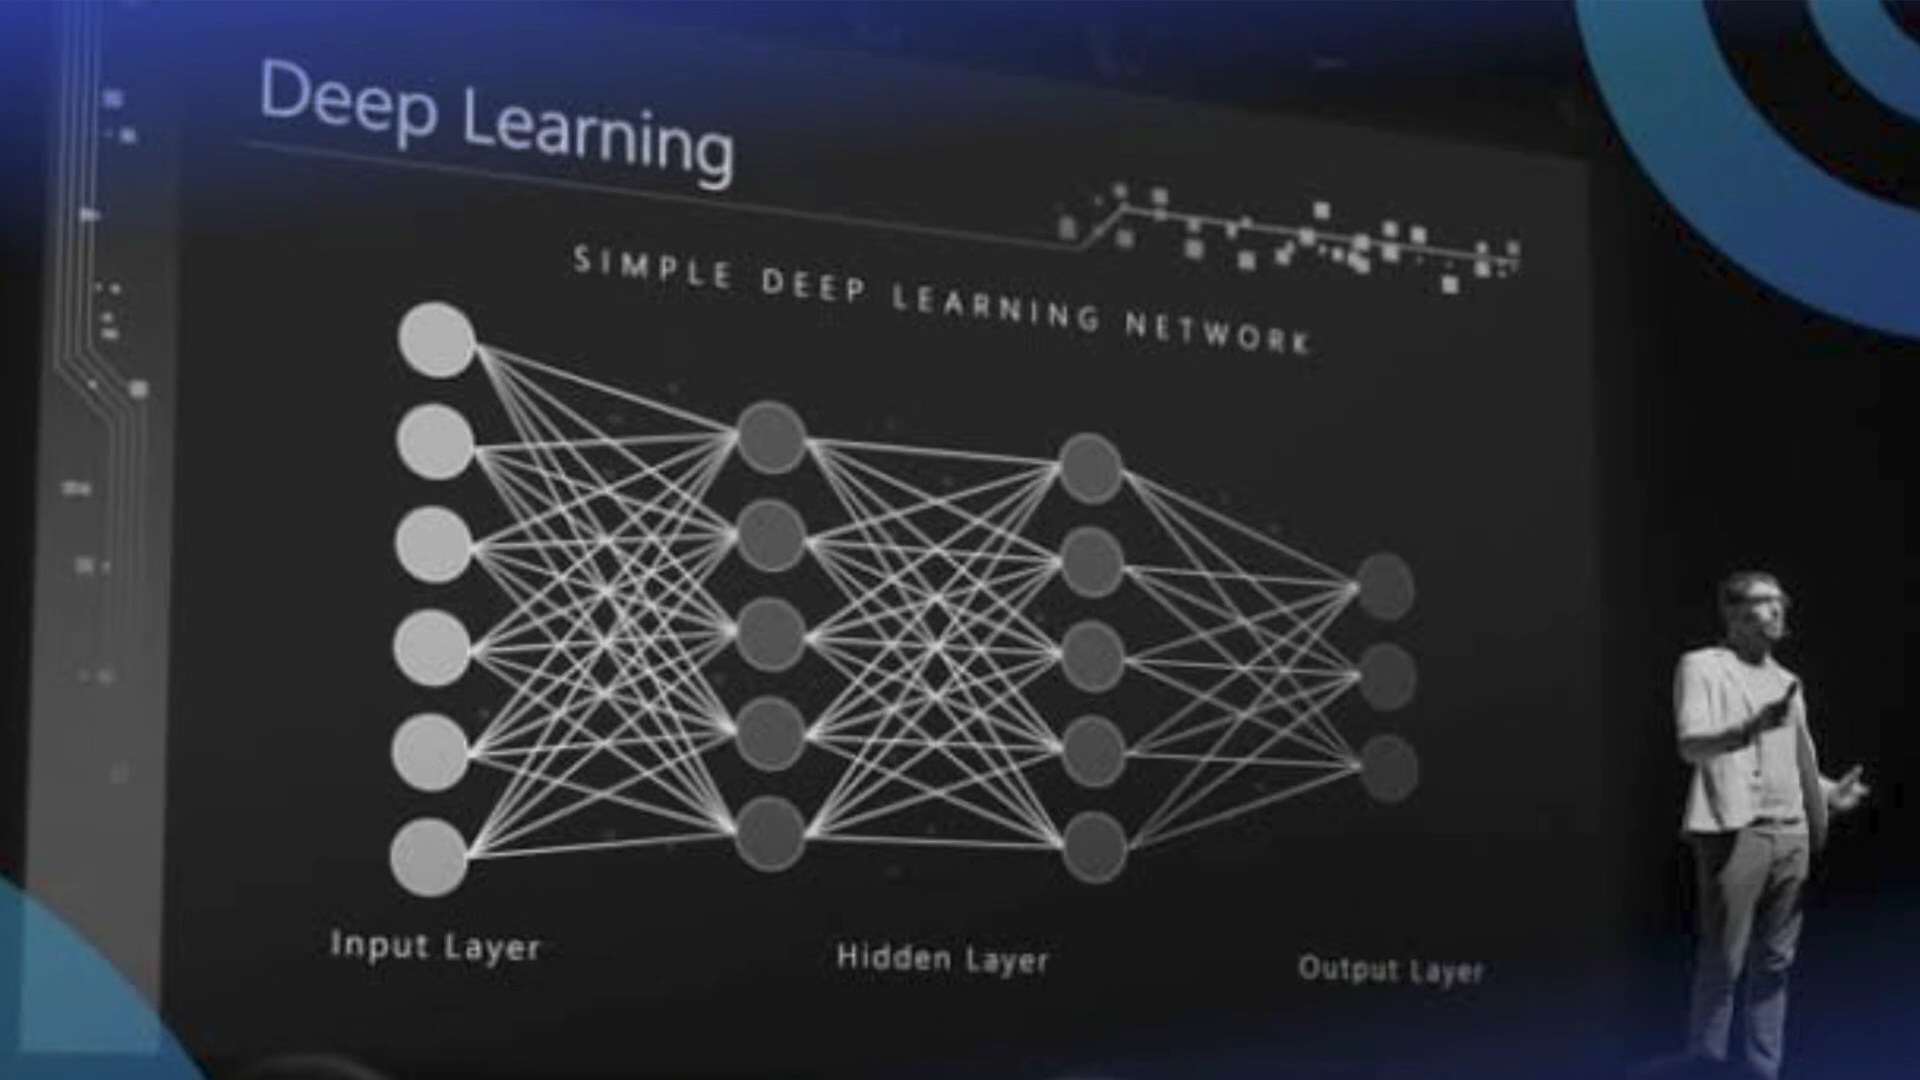 Deep Learning
SIMPLE DEEP LEARNING NETWORK
Input Layer
Hidden Layer
Output Layer